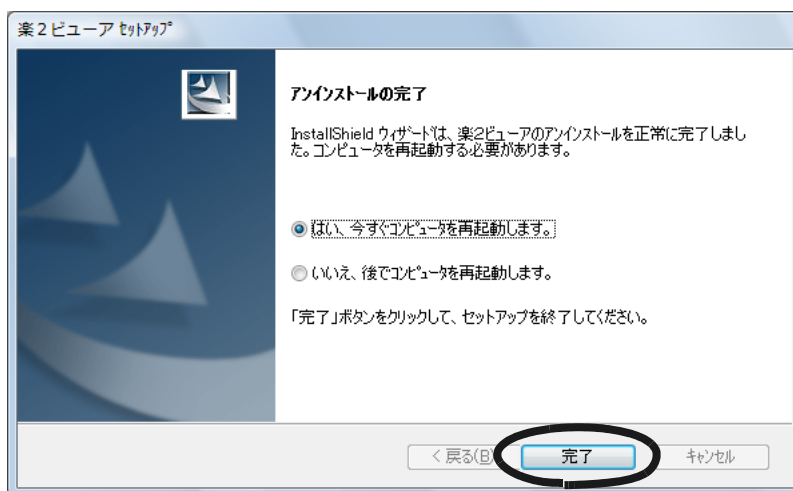 楽2ビューア ｾｯﾄｱｯﾌﾟ
ｱﾝｲﾝｽﾄｰﾙの完了
InstallShield ｳｨｻﾞｰﾄﾞは、楽2ビューアのｱﾝｲﾝｽﾄｰﾙを正常に完了しまし
た。コンピュータを再起動する必要があります。
はい、今すぐｺﾝﾋﾟｭｰﾀを再起動します。
いいえ、後でｺﾝﾋﾟｭｰﾀを再起動します。
「完了」ボタンをクリックして、セットアップを終了してください。
< 戻る(B) 完了 ｷｬﾝｾﾙ